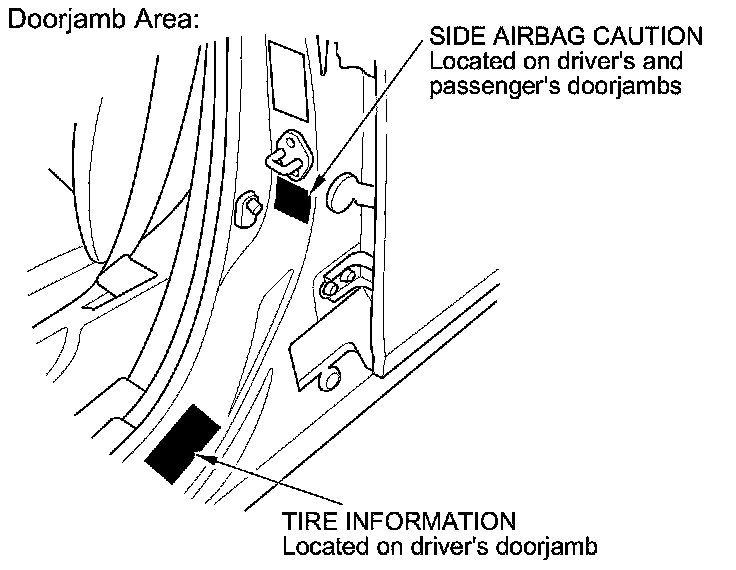 Doorjamb Area:
SIDE AIRBAG CAUTION
Located on driver's and
passenger's doorjambs
TIRE INFORMATION
Located on driver's doorjamb